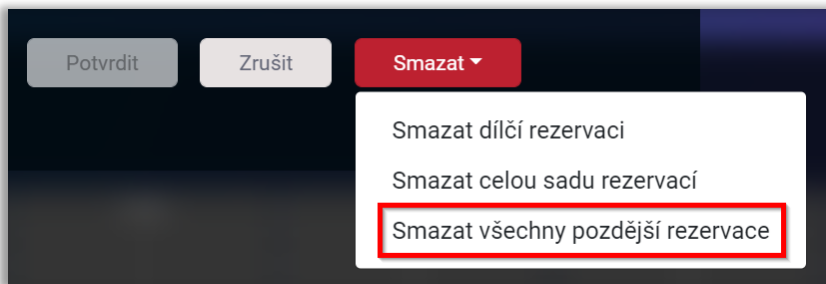 Potvrdit Zrušit Smazat
Smazat dílčí rezervaci
Smazat celou sadu rezervací
Smazat všechny pozdější rezervace